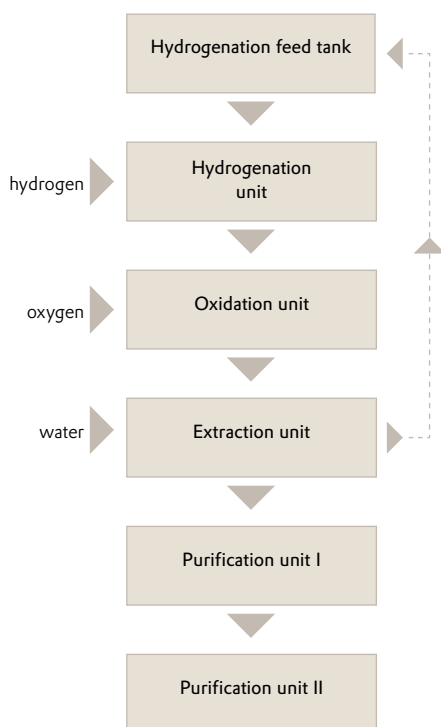 Hydrogenation feed tank
hydrogen
Hydrogenation
unit
oxygen
Oxidation unit
water
Extraction unit
Purification unit I
Purification unit II